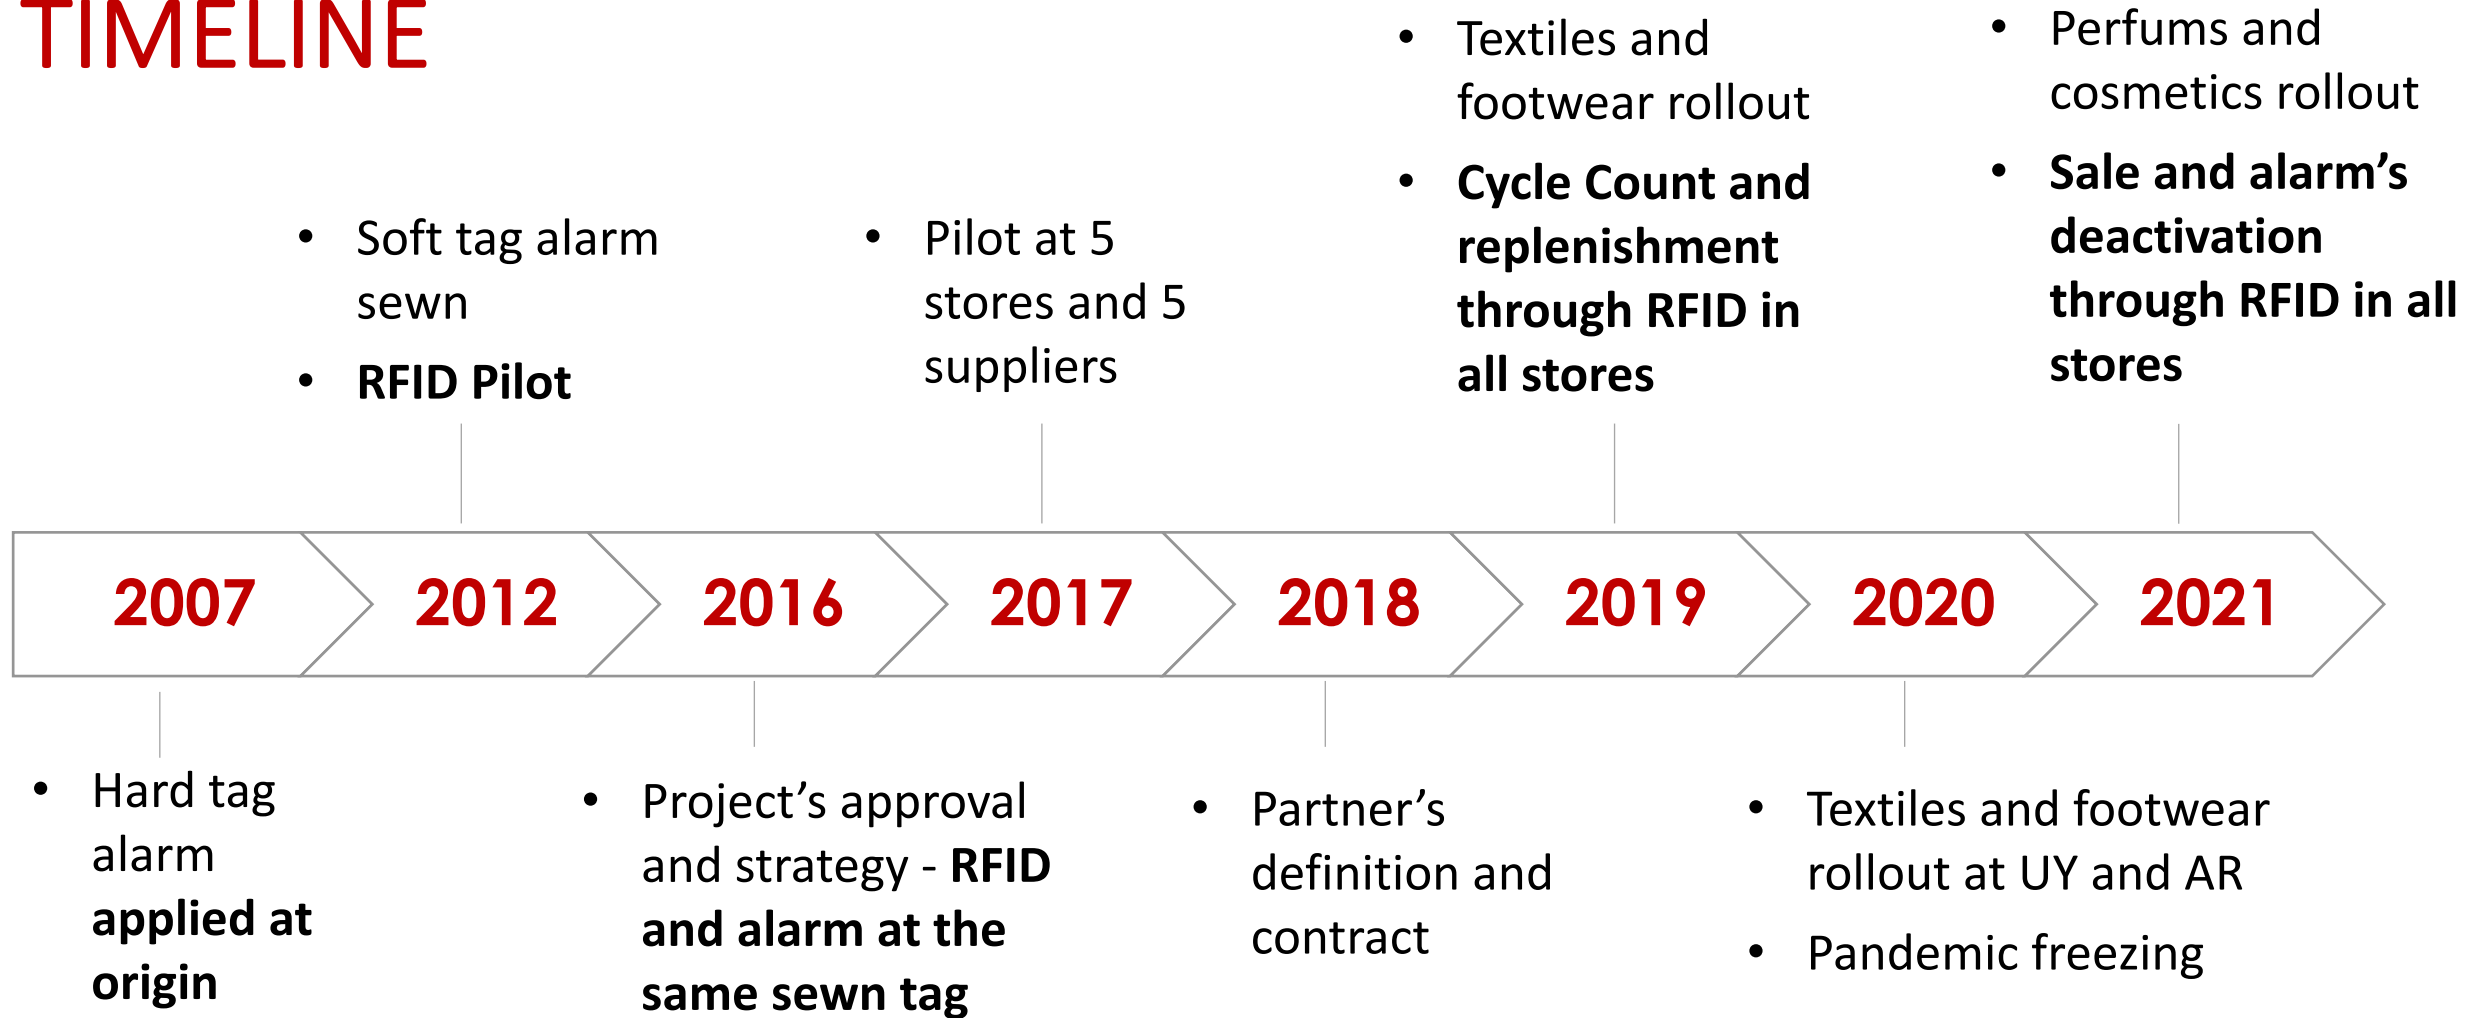 TIMELINE
• Textiles and
footwear rollout
• Cycle Count and
replenishment
through RFID in
all stores
• Perfums and
cosmetics rollout
• Sale and alarm’s
deactivation
through RFID in all
stores
• Soft tag alarm
sewn
• RFID Pilot
• Pilot at 5
stores and 5
suppliers
2007 2012 2016 2017 2018 2019 2020 2021
• Hard tag
alarm
applied at
origin
• Project’s approval
and strategy - RFID
and alarm at the
same sewn tag
• Partner’s
definition and
contract
• Textiles and footwear
rollout at UY and AR
• Pandemic freezing